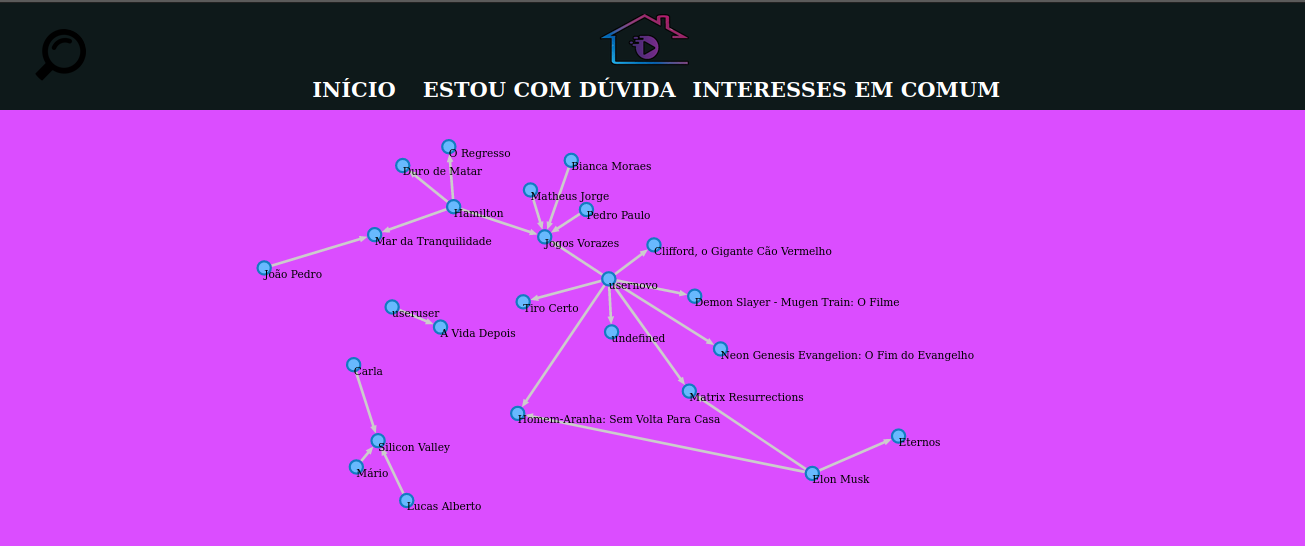 INÍCIO ESTOU COM DÚVIDA INTERESSES EM COMUM
O Regresso
Duro de Matar
Bianca Moraes
Matheus Jorge
Hamilton
Pedro Paulo
Mar da Tranquilidade
Jogos Vorazes
Clifford, o Gigante Cão Vermelho
João Pedro
usernovo
Demon Slayer - Mugen Train: O Filme
Tiro Certo
useruser
A Vida Depois
undefined
Neon Genesis Evangelion: O Fim do Evangelho
Carla
Matrix Resurrections
Homem-Aranha: Sem Volta Para Casa
Eternos
Silicon Valley
Mário
Elon Musk
Lucas Alberto